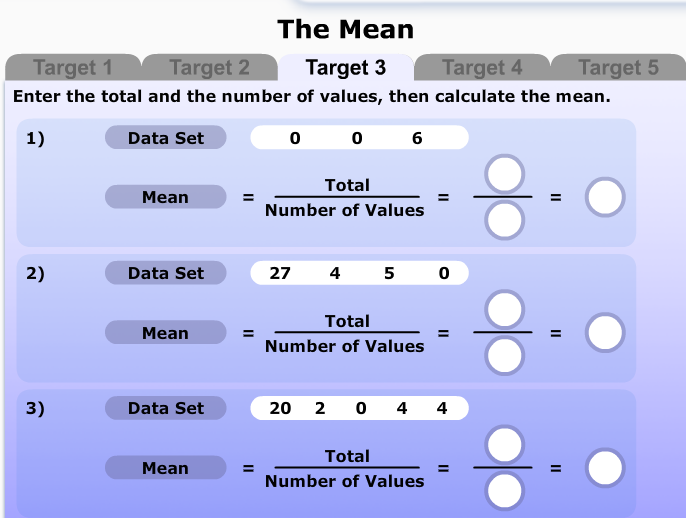 The Mean
Target 1 Target 2 Target 3 Target 4 Target 5
Enter the total and the number of values, then calculate the mean.
1) Data Set 0 0 6
Mean = Total = =
Number of Values
2) Data Set 27 4 5 0
Mean = Total = =
Number of Values
3) Data Set 20 2 0 4 4
Mean = Total = =
Number of Values